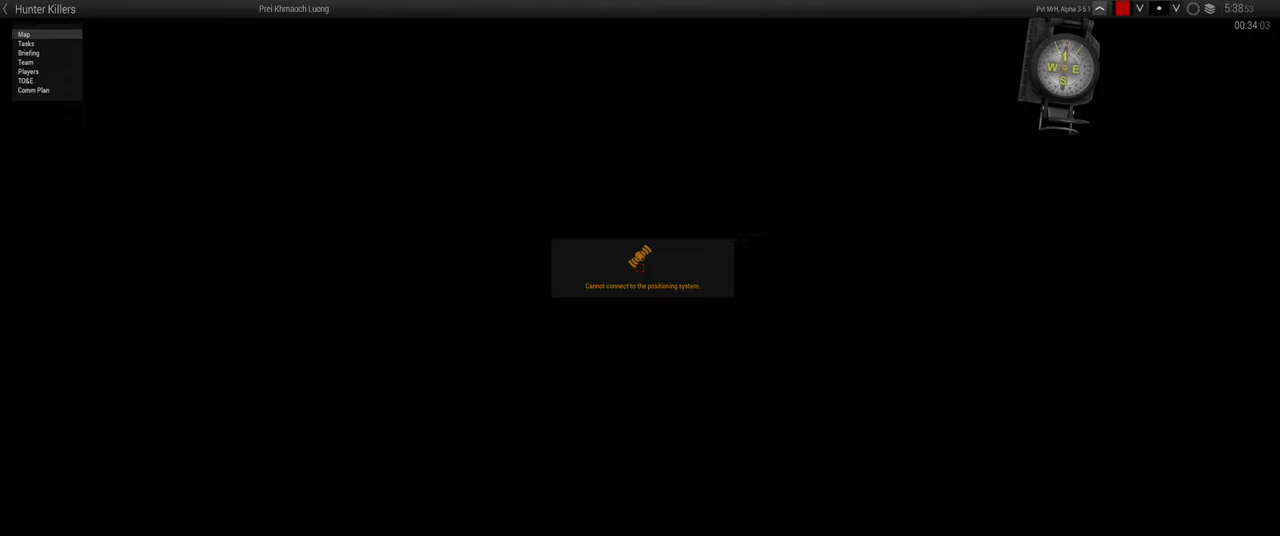 Hunter Killers
Prei Khmaoch Luong
Pvt MrH, Alpha 3-5 1
5:38 53
00:34:03
Map
Tasks
Briefing
Team
Players
TO&E
Comm Plan
W E
S
Cannot connect to the positioning system.